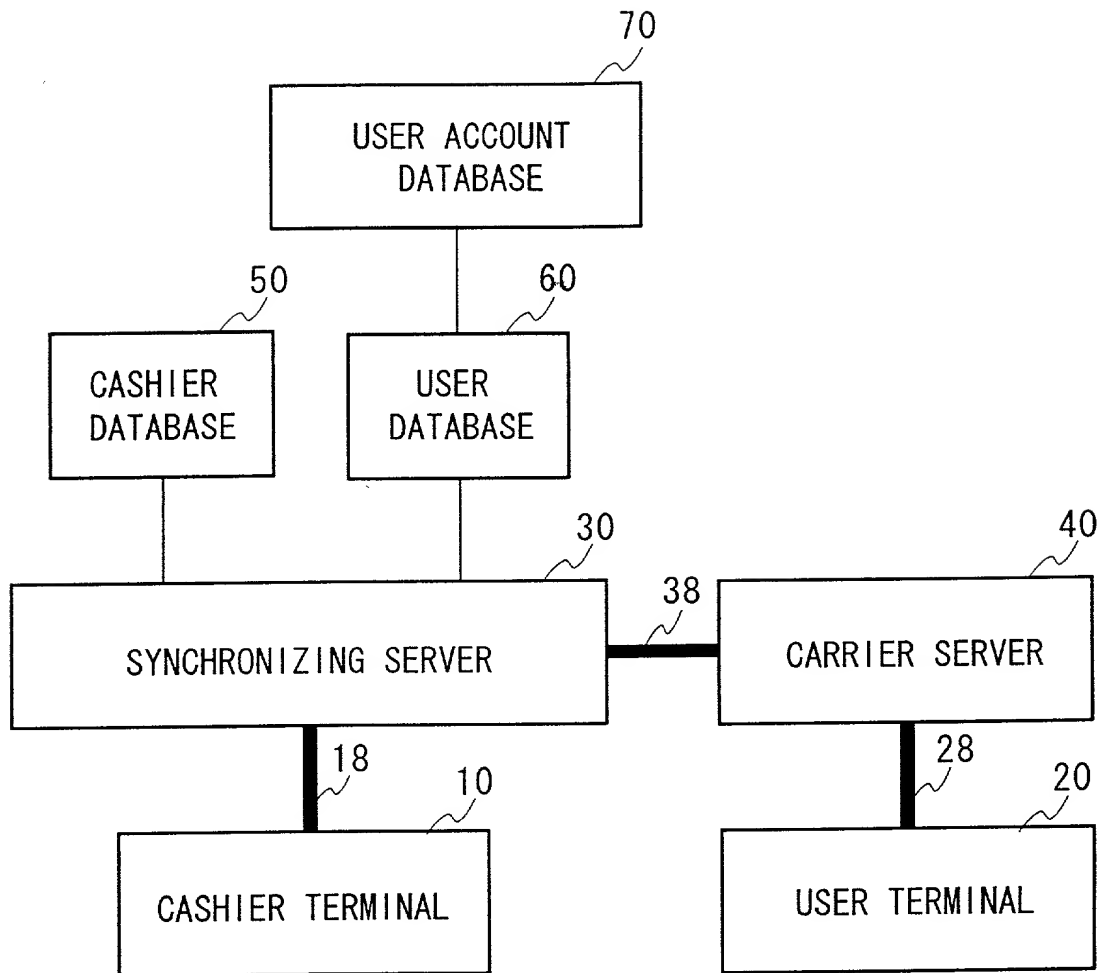 70
USER ACCOUNT
DATABASE
50
60
CASHIER
DATABASE
USER
DATABASE
30
40
38
SYNCHRONIZING SERVER
CARRIER SERVER
18
28
10
20
CASHIER TERMINAL
USER TERMINAL